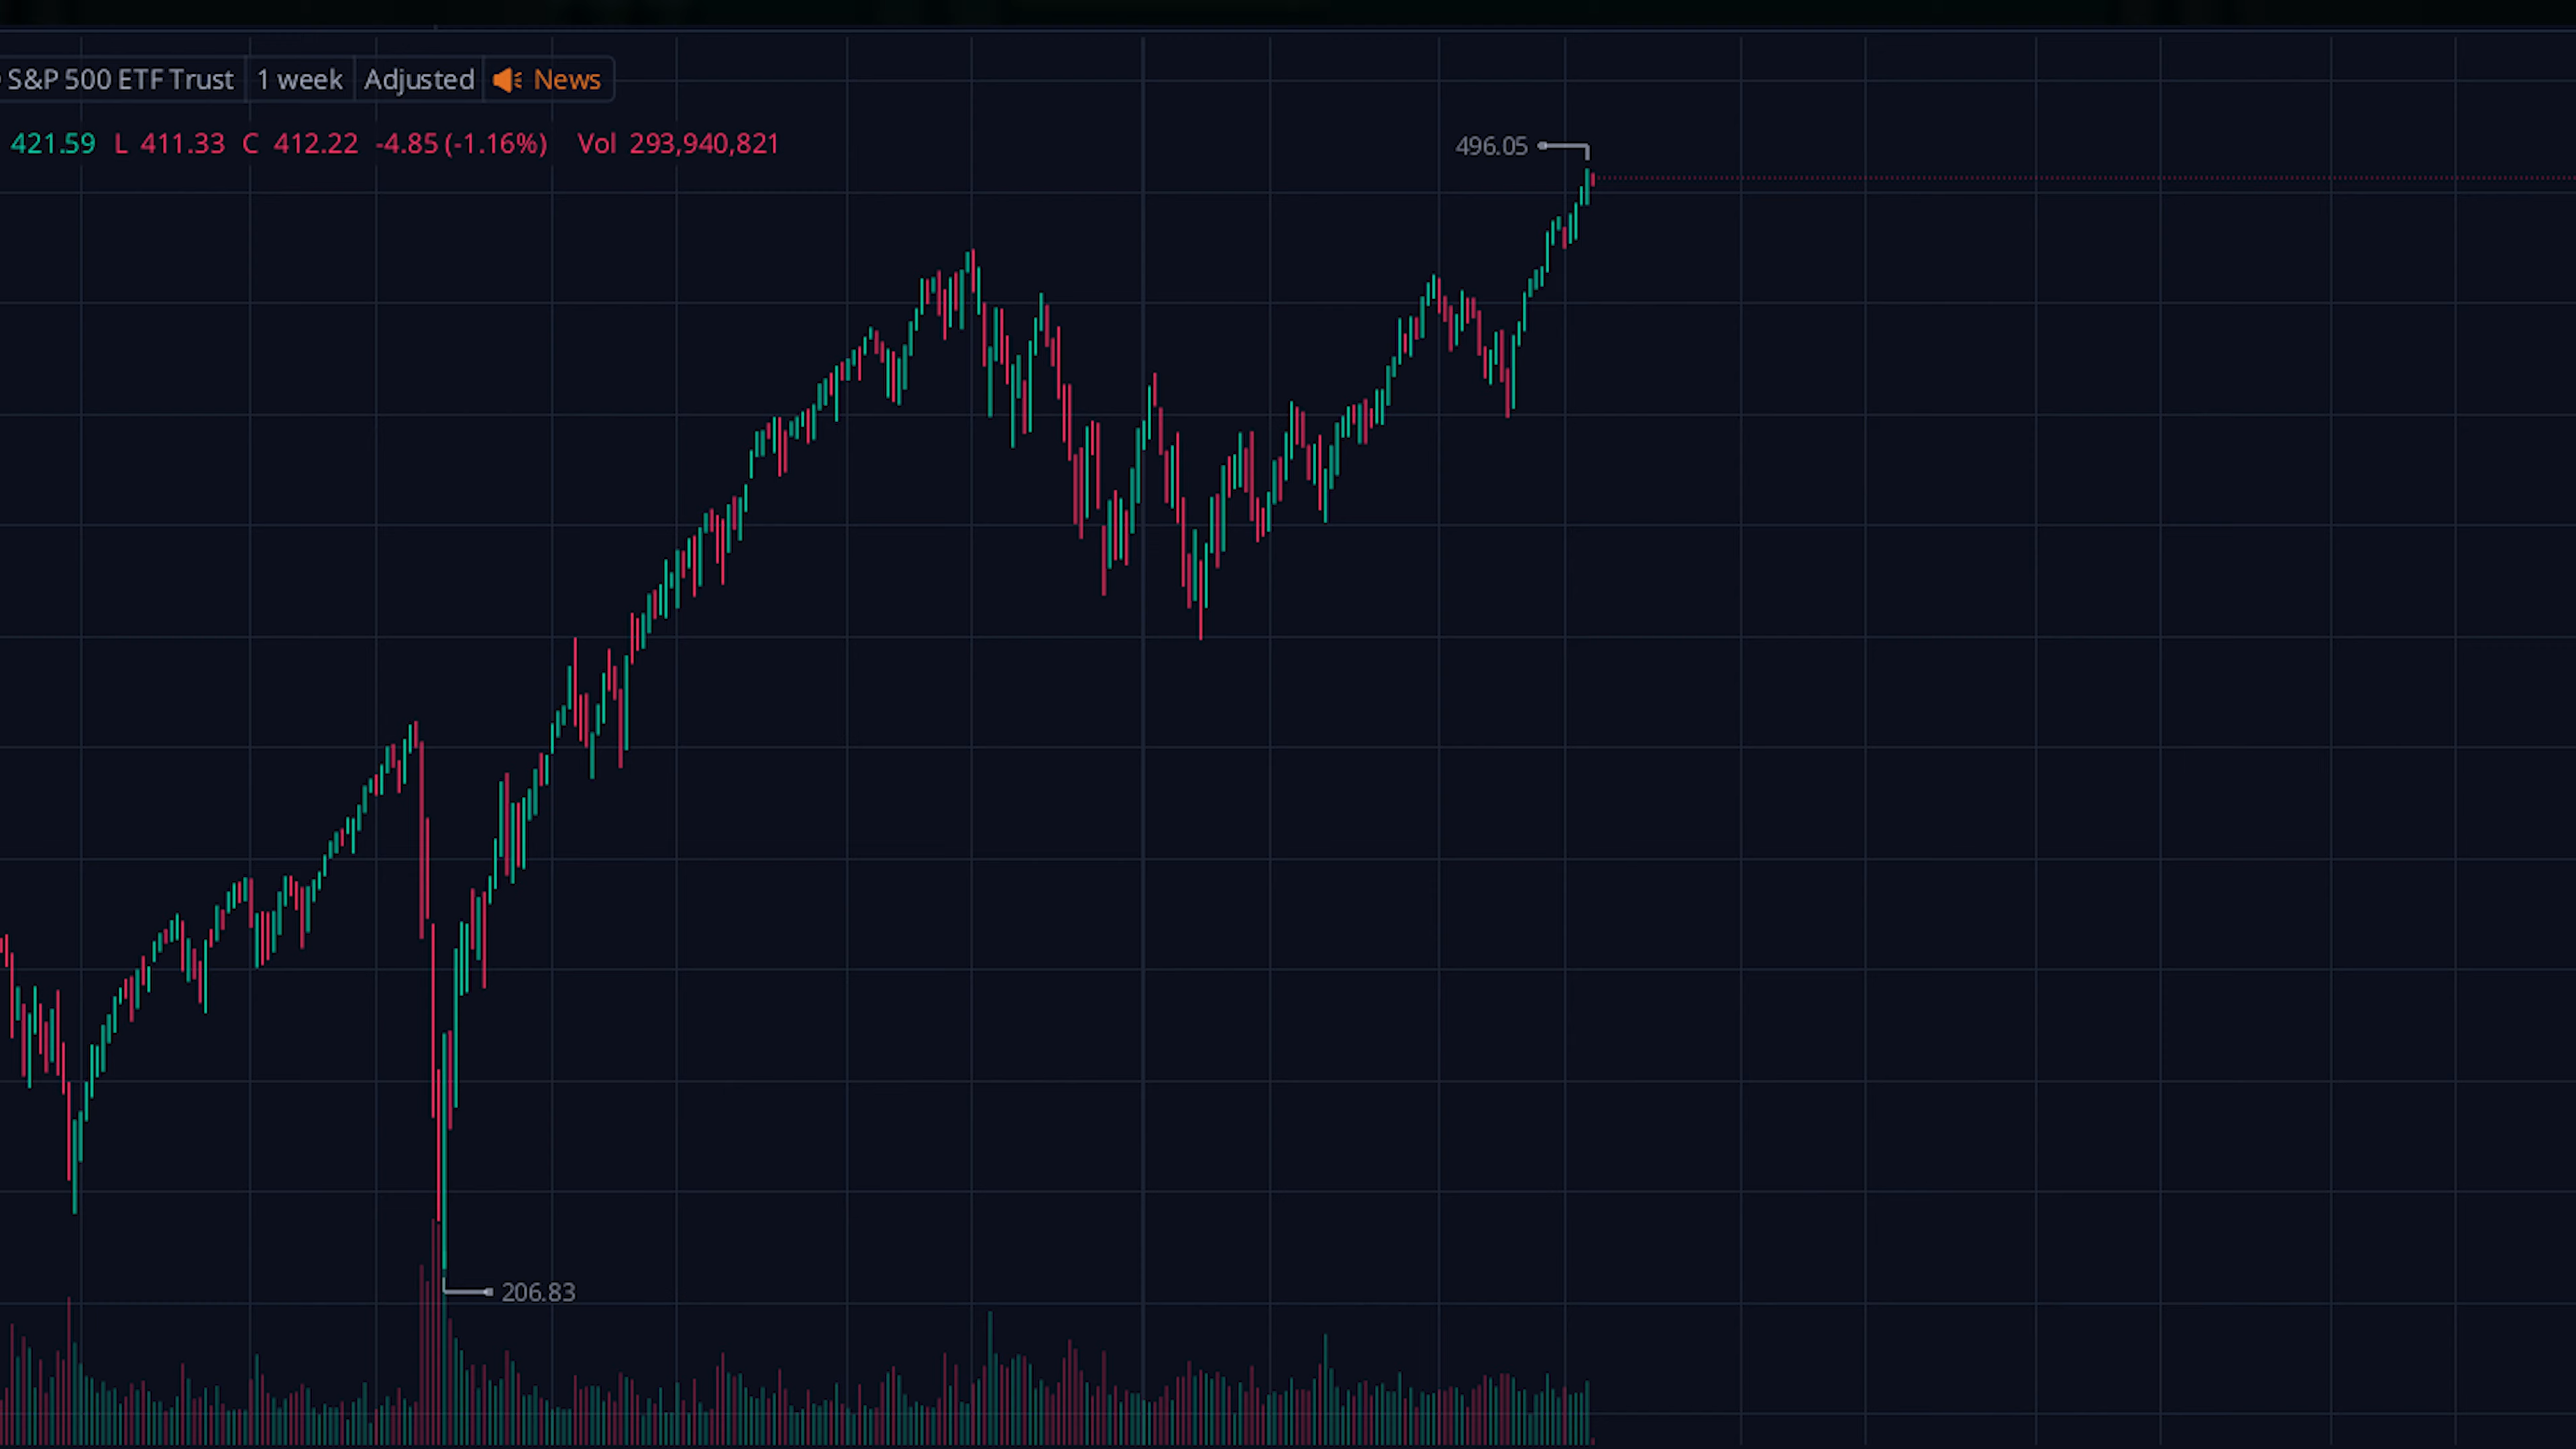 S&P 500 ETF Trust 1 week Adjusted News
421.59 L 411.33 C 412.22 -4.85 (-1.16%) Vol 293,940,821
496.05
206.83